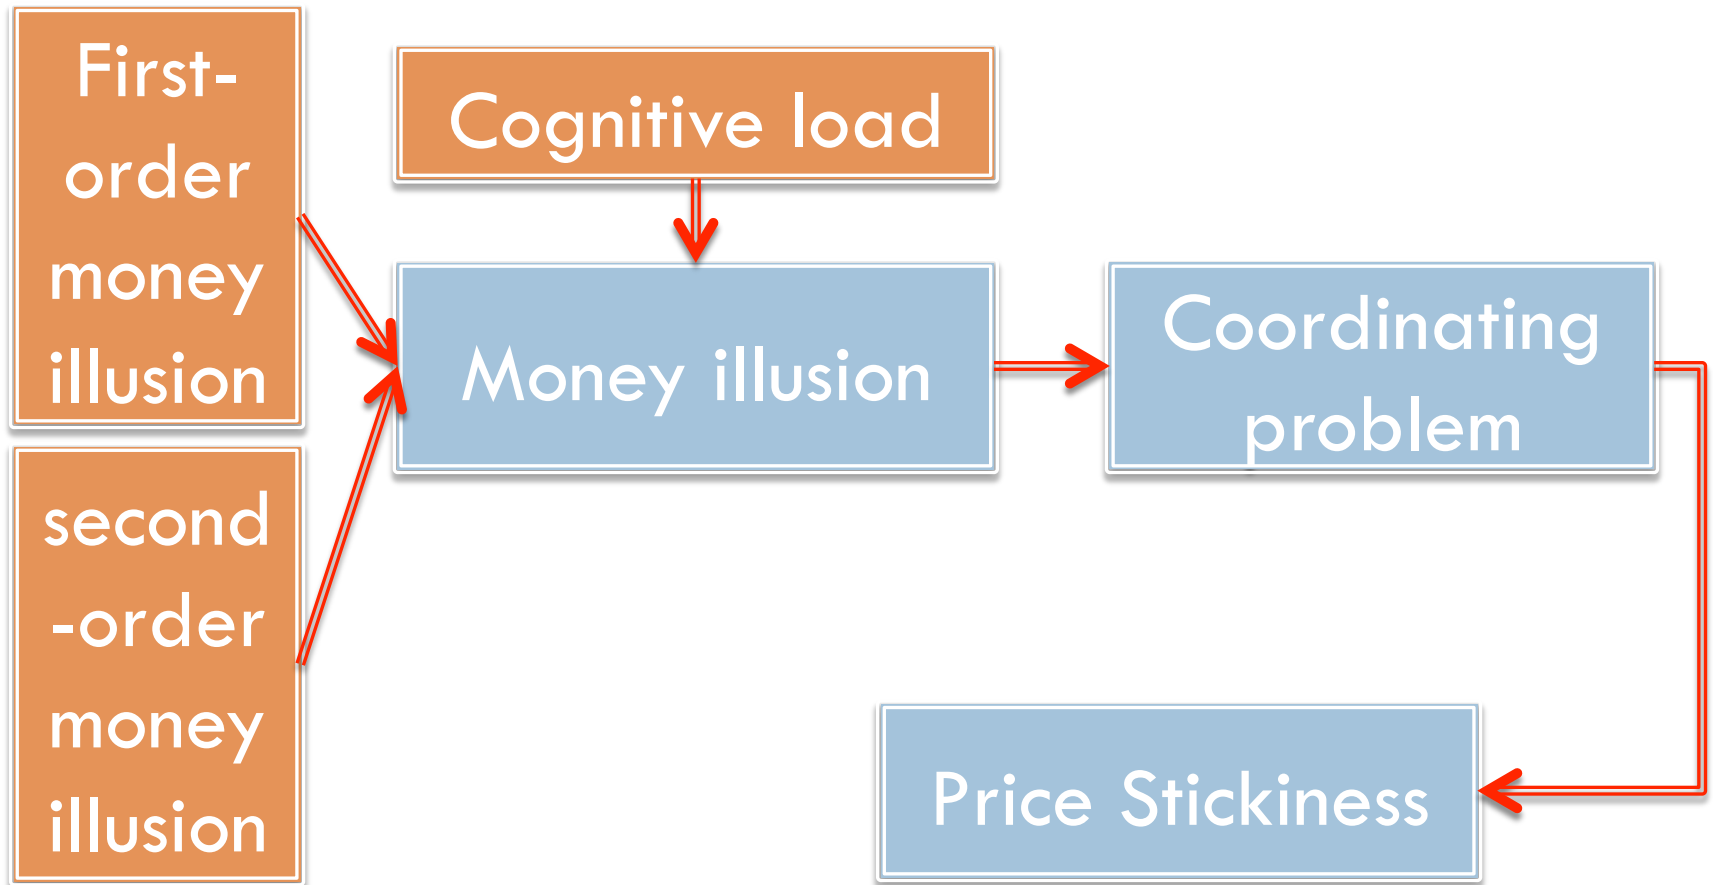 First-
order
money
illusion
Cognitive load
Money illusion
Coordinating
problem
second
-order
money
illusion
Price Stickiness